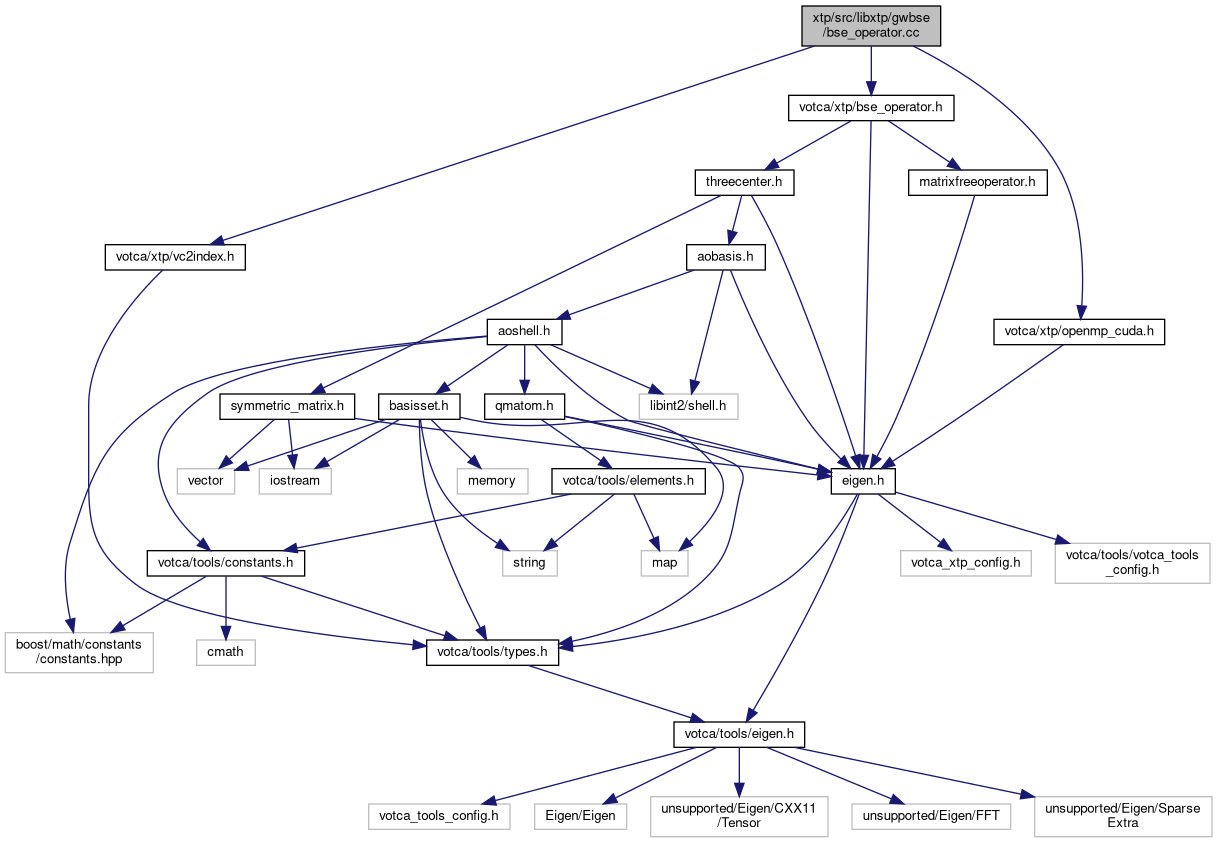 xtp/src/libxtp/gwbse
/bse_operator.cc
votca/xtp/bse_operator.h
threecenter.h
matrixfreeoperator.h
votca/xtp/vc2index.h
aobasis.h
aoshell.h
votca/xtp/openmp_cuda.h
symmetric_matrix.h
basisset.h
qmatom.h
libint2/shell.h
vector
iostream
memory
votca/tools/elements.h
eigen.h
votca/tools/constants.h
string
map
votca_xtp_config.h
votca/tools/votca_tools
_config.h
boost/math/constants
/constants.hpp
cmath
votca/tools/types.h
votca/tools/eigen.h
votca_tools_config.h
Eigen/Eigen
unsupported/Eigen/CXX11
/Tensor
unsupported/Eigen/FFT
unsupported/Eigen/Sparse
Extra